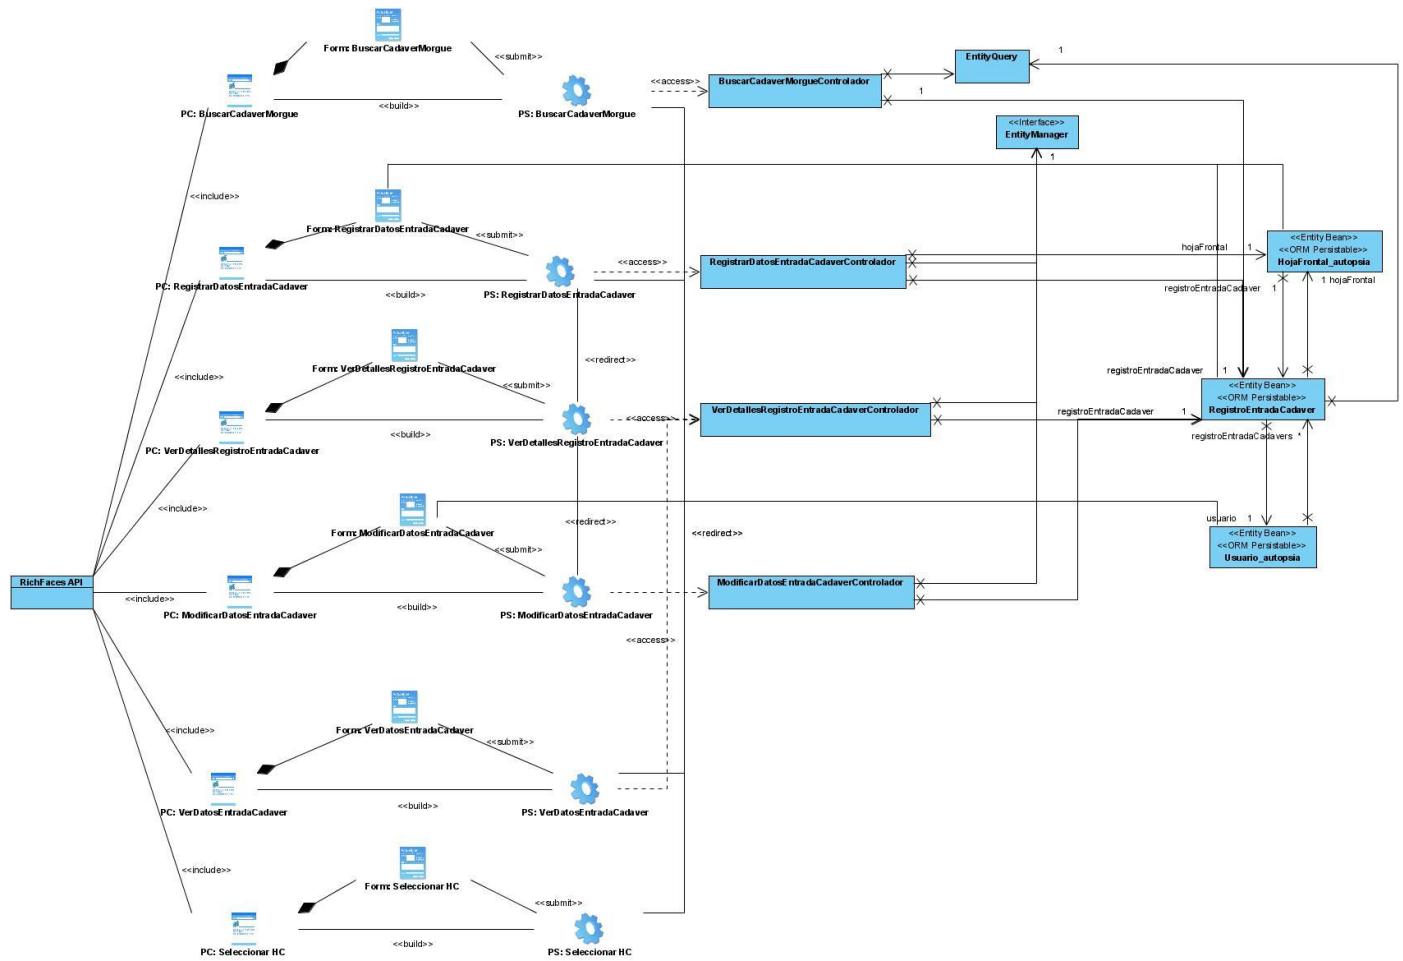 Form: BuscarCadaverMorgue
<<submit>>
EntityQuery
1
<<access>>
BuscarCadaverMorgueControlador
1
<<build>>
PC: BuscarCadaverMorgue
PS: BuscarCadaverMorgue
<<Interface>>
EntityManager
1
<<include>>
Form: RegistrarDatosEntradaCadaver
<<submit>>
<<access>>
RegistrarDatosEntradaCadaverControlador
hojaFrontal
1
<<Entity Bean>>
<<ORM Persistable>>
HojaFrontal_autopsia
PC: RegistrarDatosEntradaCadaver
<<build>>
PS: RegistrarDatosEntradaCadaver
registroEntradaCadaver
1
1 hojaFrontal
<<redirect>>
Form: VerDetallesRegistroEntradaCadaver
<<include>>
<<submit>>
registroEntradaCadaver
1
<<Entity Bean>>
<<ORM Persistable>>
RegistroEntradaCadaver
<<access>>
VerDetallesRegistroEntradaCadaverControlador
registroEntradaCadaver
1
<<build>>
PC: VerDetallesRegistroEntradaCadaver
PS: VerDetallesRegistroEntradaCadaver
registroEntradaCadavers *
<<include>>
<<redirect>>
usuario 1
Form: ModificarDatosEntradaCadaver
<<redirect>>
<<Entity Bean>>
<<ORM Persistable>>
Usuario_autopsia
<<submit>>
RichFaces API
ModificarDatosEntradaCadaverControlador
<<include>>
<<build>>
PC: ModificarDatosEntradaCadaver
PS: ModificarDatosEntradaCadaver
<<access>>
Form: VerDatosEntradaCadaver
<<include>>
<<submit>>
<<build>>
PC: VerDatosEntradaCadaver
PS: VerDatosEntradaCadaver
<<include>>
Form: Seleccionar HC
<<submit>>
<<build>>
PC: Seleccionar HC
PS: Seleccionar HC